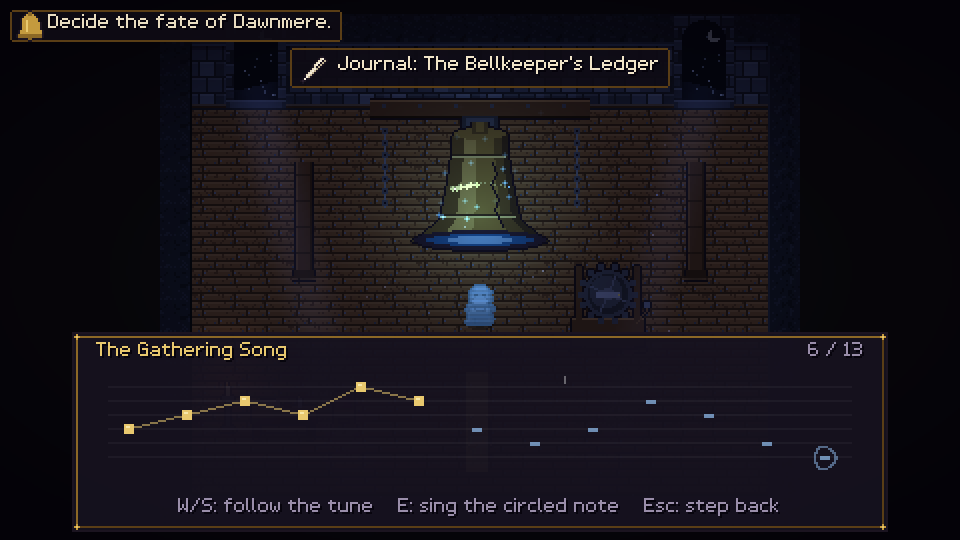 Decide the fate of Dawnmere.
Journal: The Bellkeeper's Ledger
The Gathering Song 6 / 13
W/S: follow the tune E: sing the circled note Esc: step back